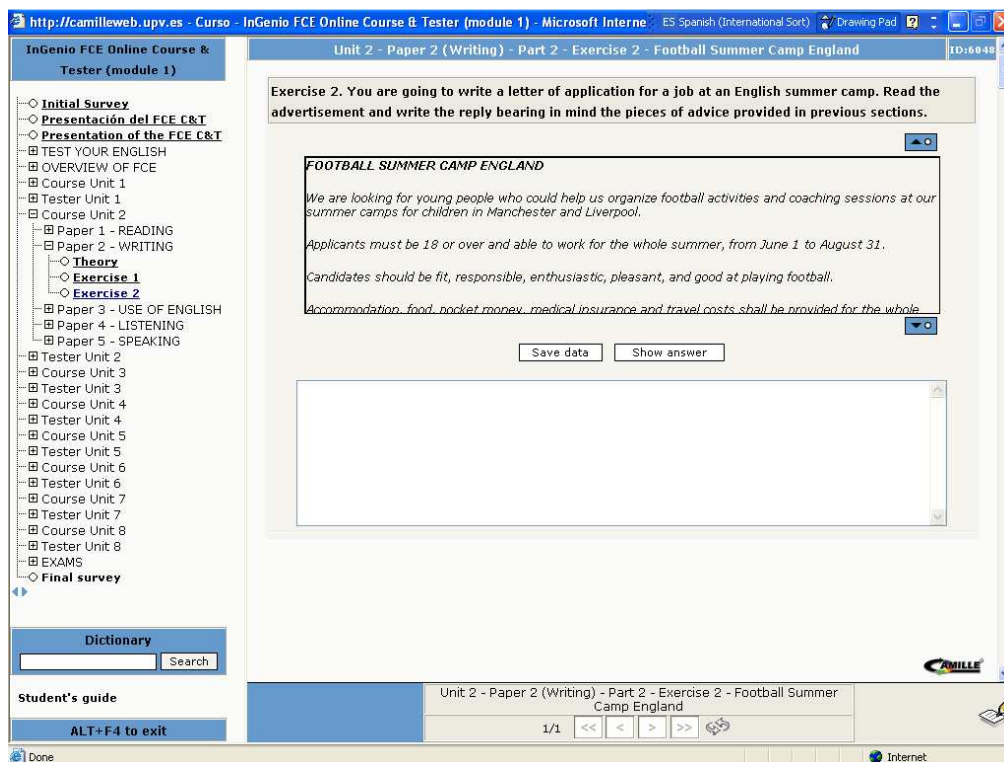 http://camilleweb.upv.es - Curso - InGenio FCE Online Course & Tester (module 1) - Microsoft Interne
ES Spanish (International Sort)
Drawing Pad
InGenio FCE Online Course &
Tester (module 1)
Initial Survey
Presentación del FCE C&T
Presentation of the FCE C&T
TEST YOUR ENGLISH
OVERVIEW OF FCE
Course Unit 1
Tester Unit 1
Course Unit 2
Paper 1 - READING
Paper 2 - WRITING
Theory
Exercise 1
Exercise 2
Paper 3 - USE OF ENGLISH
Paper 4 - LISTENING
Paper 5 - SPEAKING
Tester Unit 2
Course Unit 3
Tester Unit 3
Course Unit 4
Tester Unit 4
Course Unit 5
Tester Unit 5
Course Unit 6
Tester Unit 6
Course Unit 7
Tester Unit 7
Course Unit 8
Tester Unit 8
EXAMS
Final survey
Dictionary
Search
Student's guide
ALT+F4 to exit
Unit 2 - Paper 2 (Writing) - Part 2 - Exercise 2 - Football Summer Camp England
ID:6048
Exercise 2. You are going to write a letter of application for a job at an English summer camp. Read the
advertisement and write the reply bearing in mind the pieces of advice provided in previous sections.
FOOTBALL SUMMER CAMP ENGLAND
We are looking for young people who could help us organize football activities and coaching sessions at our
summer camps for children in Manchester and Liverpool.
Applicants must be 18 or over and able to work for the whole summer, from June 1 to August 31.
Candidates should be fit, responsible, enthusiastic, pleasant, and good at playing football.
Accommodation, food, pocket money, medical insurance and travel costs shall be provided for the whole
Save data
Show answer
CAMILLE
Unit 2 - Paper 2 (Writing) - Part 2 - Exercise 2 - Football Summer
Camp England
1/1 << < > >>
Done
Internet